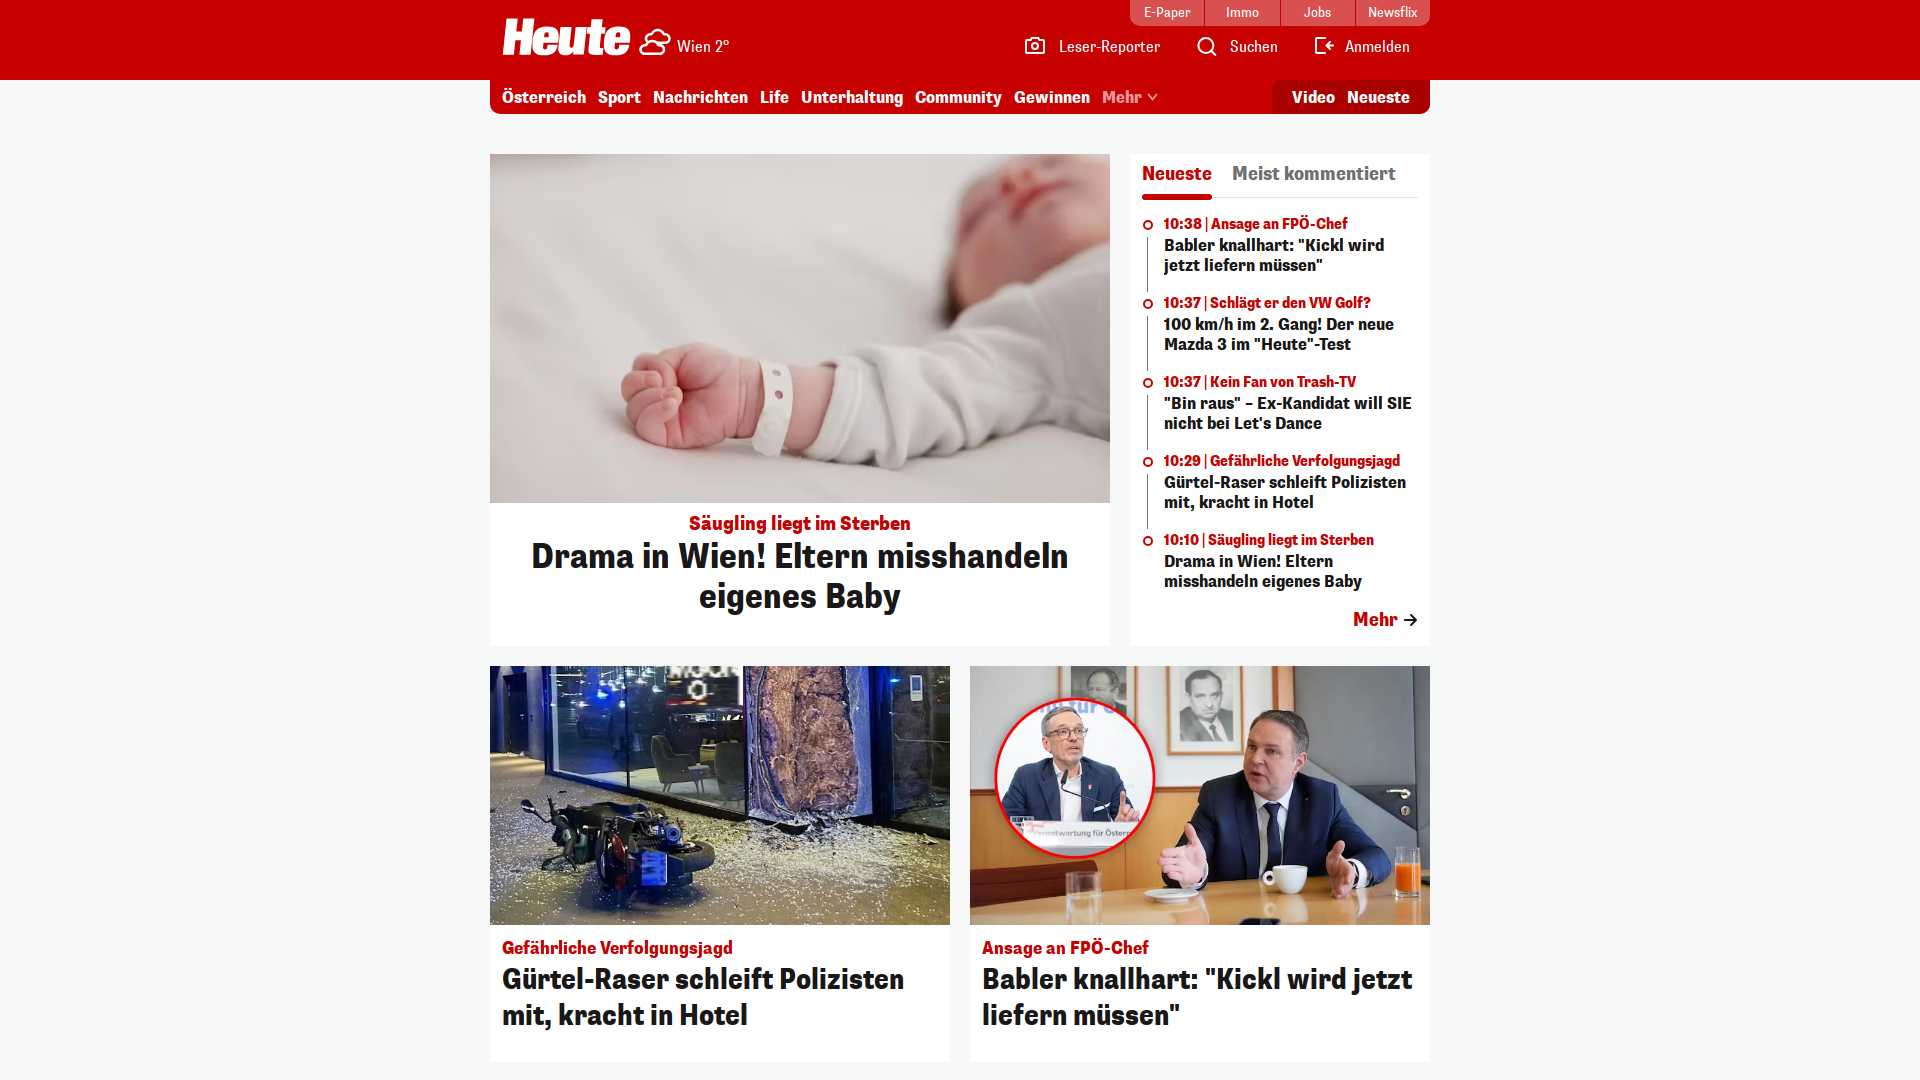 E-Paper
Immo
Jobs
Newsflix
Heute
Wien 2°
Leser-Reporter
Suchen
Anmelden
Österreich
Sport
Nachrichten
Life
Unterhaltung
Community
Gewinnen
Mehr
Video
Neueste
Säugling liegt im Sterben
Drama in Wien! Eltern misshandeln
eigenes Baby
Neueste
Meist kommentiert
10:38 | Ansage an FPÖ-Chef
Babler knallhart: "Kickl wird
jetzt liefern müssen"
10:37 | Schlägt er den VW Golf?
100 km/h im 2. Gang! Der neue
Mazda 3 im "Heute"-Test
10:37 | Kein Fan von Trash-TV
"Bin raus" – Ex-Kandidat will SIE
nicht bei Let's Dance
10:29 | Gefährliche Verfolgungsjagd
Gürtel-Raser schleift Polizisten
mit, kracht in Hotel
10:10 | Säugling liegt im Sterben
Drama in Wien! Eltern
misshandeln eigenes Baby
Mehr
Gefährliche Verfolgungsjagd
Gürtel-Raser schleift Polizisten
mit, kracht in Hotel
für
Ansage an FPÖ-Chef
Babler knallhart: "Kickl wird jetzt
liefern müssen"